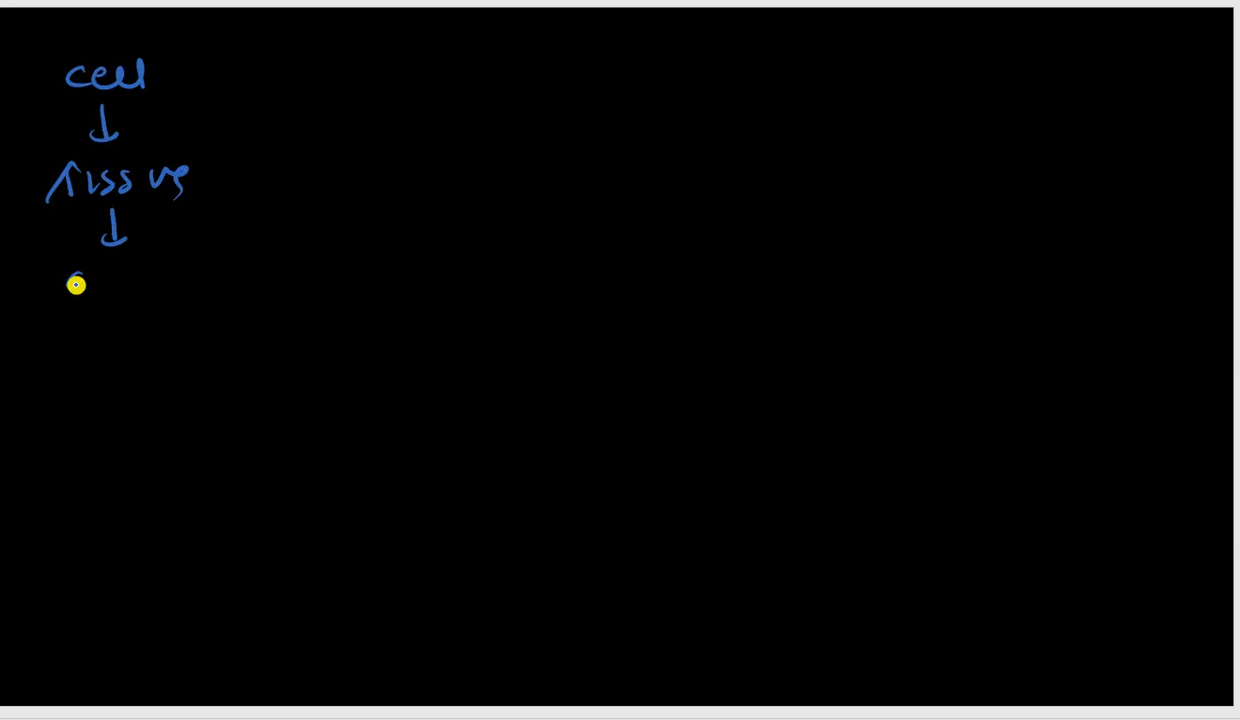 cell
↓
Tissue
↓